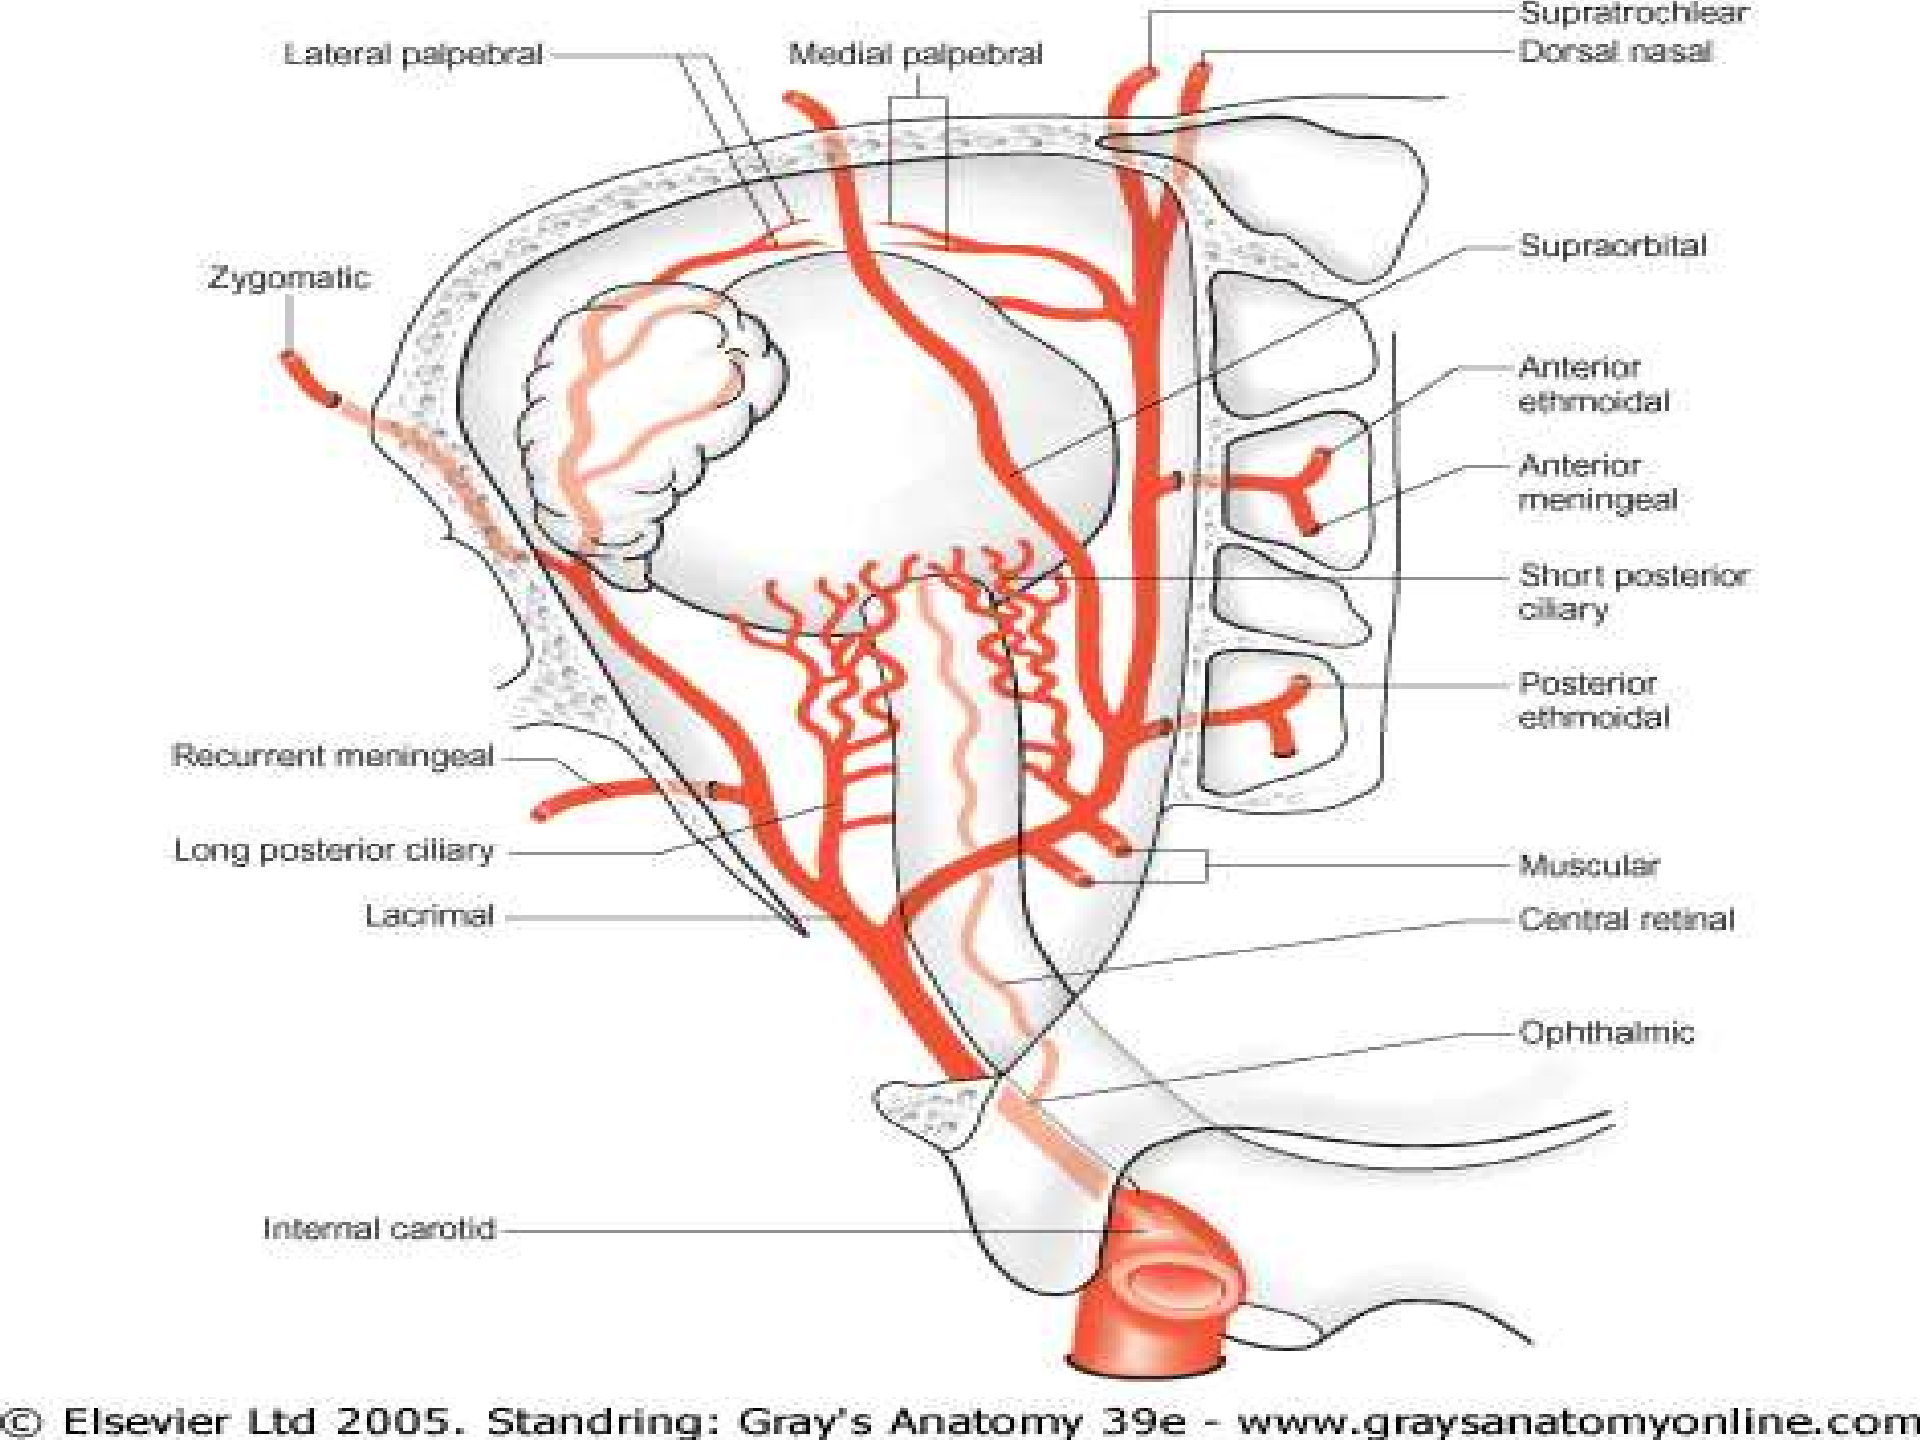 Supratrochlear
Dorsal nasal
Lateral palpebral
Medial palpebral
Supraorbital
Zygomatic
Anterior
ethmoidal
Anterior
meningeal
Short posterior
ciliary
Posterior
ethmoidal
Recurrent meningeal
Long posterior ciliary
Muscular
Lacrimal
Central retinal
Ophthalmic
Internal carotid
© Elsevier Ltd 2005. Standring: Gray's Anatomy 39e - www.graysanatomyonline.com